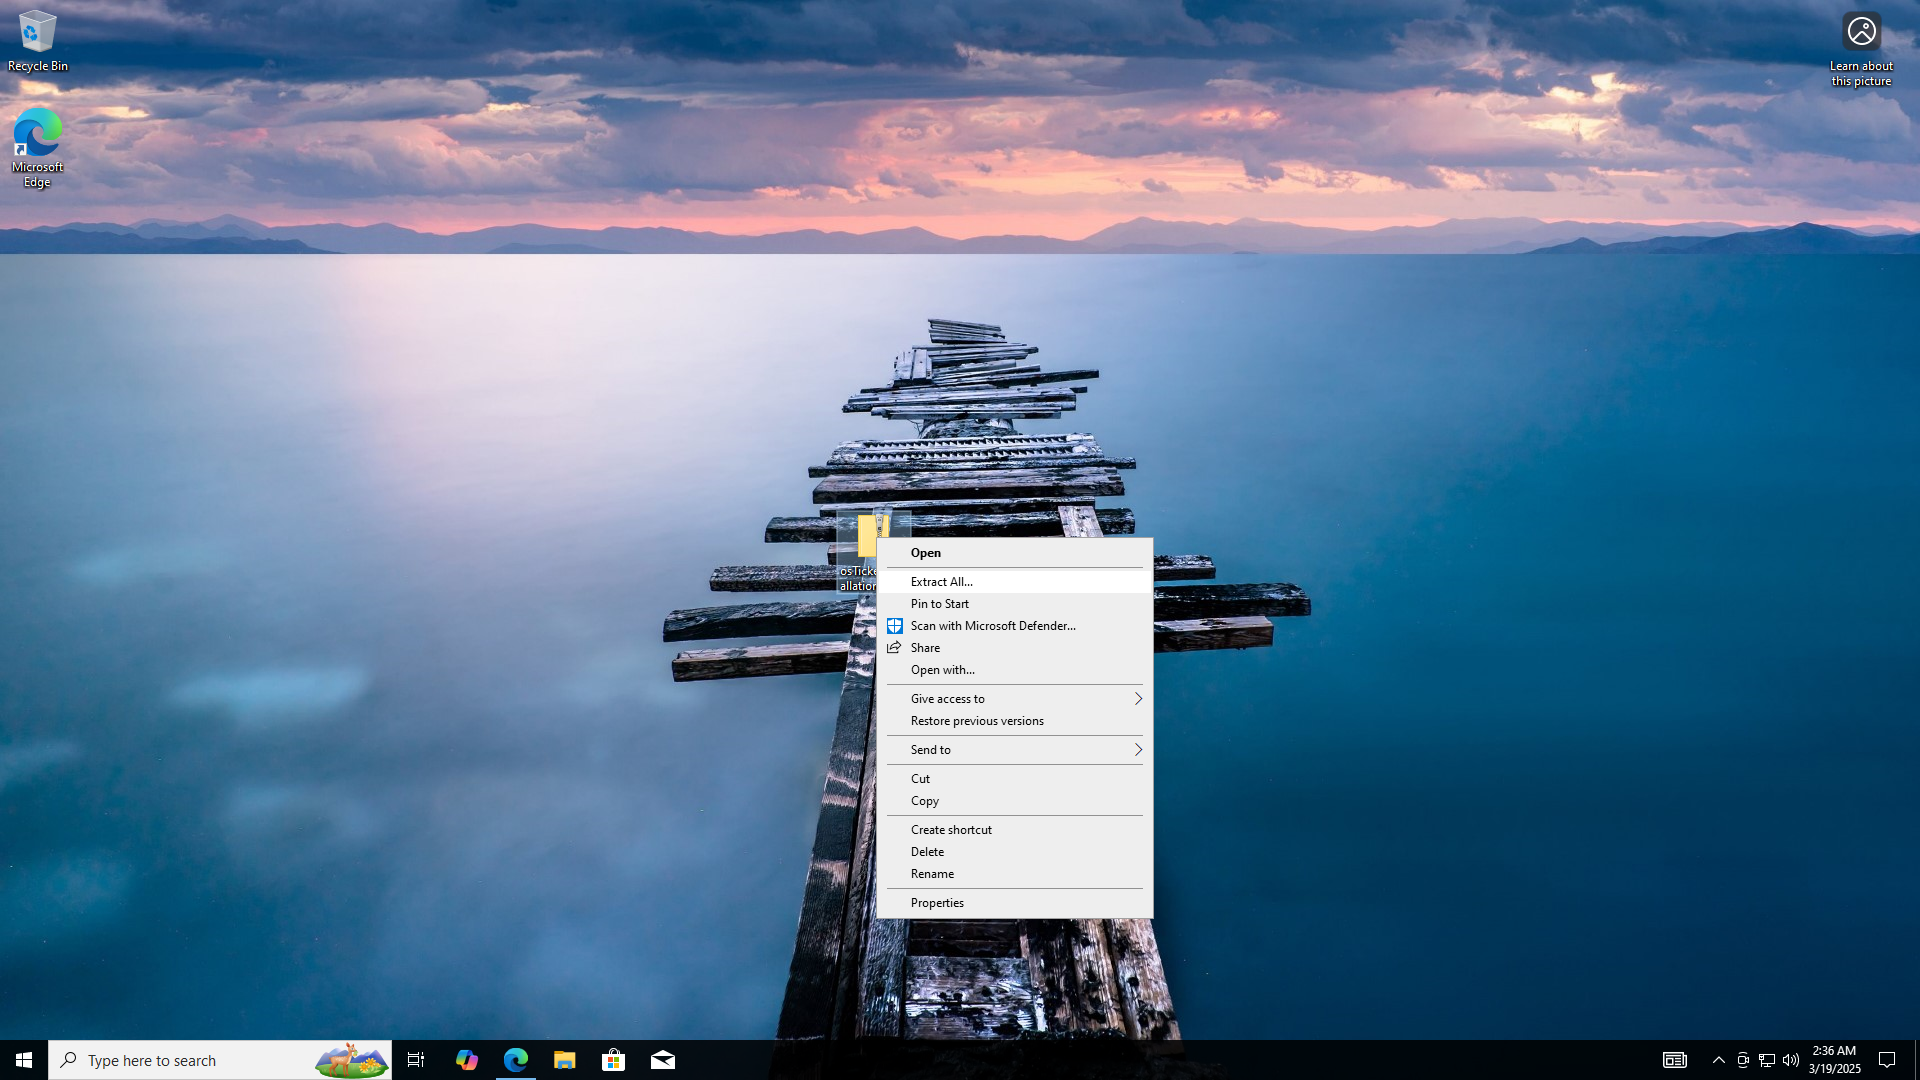 Recycle Bin
Microsoft
Edge
Learn about
this picture
Open
Extract All...
Pin to Start
Scan with Microsoft Defender...
Share
Open with...
Give access to
Restore previous versions
Send to
Cut
Copy
Create shortcut
Delete
Rename
Properties
Type here to search
2:36 AM
3/19/2025